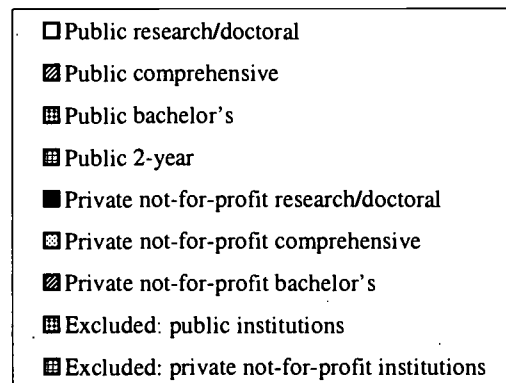 Public research/doctoral
Public comprehensive
Public bachelor's
Public 2-year
Private not-for-profit research/doctoral
Private not-for-profit comprehensive
Private not-for-profit bachelor's
Excluded: public institutions
Excluded: private not-for-profit institutions